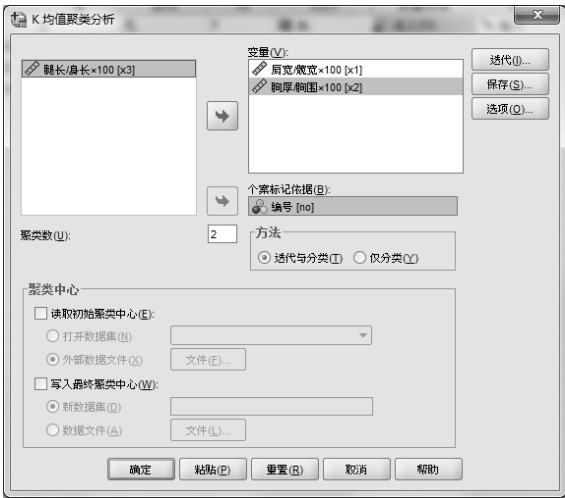 K 均值聚类分析
变量(V):
腿长/身长×100 [x3]
肩宽/髋宽×100 [x1]
胸厚/胸围×100 [x2]
迭代(I)...
保存(S)...
选项(O)...
个案标记依据(B):
编号 [no]
聚类数(U):
2
方法
迭代与分类(T)
仅分类(Y)
聚类中心
读取初始聚类中心(E):
打开数据集(N)
外部数据文件(X)
文件(F)...
写入最终聚类中心(W):
新数据集(D)
数据文件(A)
文件(L)...
确定
粘贴(P)
重置(R)
取消
帮助